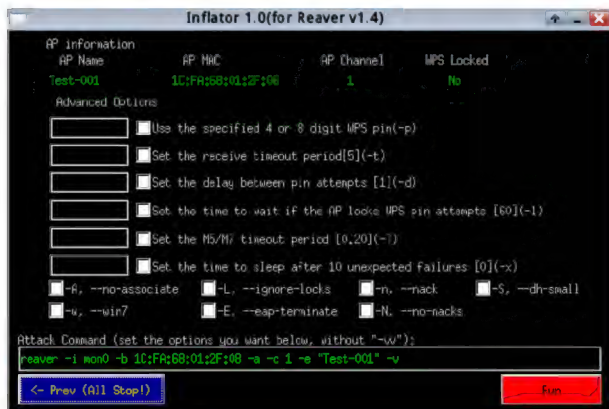 Inflator 1.0(for Reaver v1.4)
AP information
AP Name AP MAC AP Channel WPS Locked
Test-001 1C:FA:68:01:2F:08 1 No
Advanced Options
Use the specified 4 or 8 digit WPS pin(-p)
Set the receive timeout period[5](-t)
Set the delay between pin attempts [1](-d)
Set the time to wait if the AP locks WPS pin attempts [60](-l)
Set the M5/M7 timeout period [0.20](-T)
Set the time to sleep after 10 unexpected failures [0](-x)
-A, --no-associate -L, --ignore-locks -n, --nack -S, --dh-small
-w, --win7 -E, --eap-terminate -N, --no-nacks
Attack Command (set the options you want below, without "-vv"):
reaver -i mon0 -b 1C:FA:68:01:2F:08 -a -c 1 -e "Test-001" -v
<- Prev (All Stop!) Run